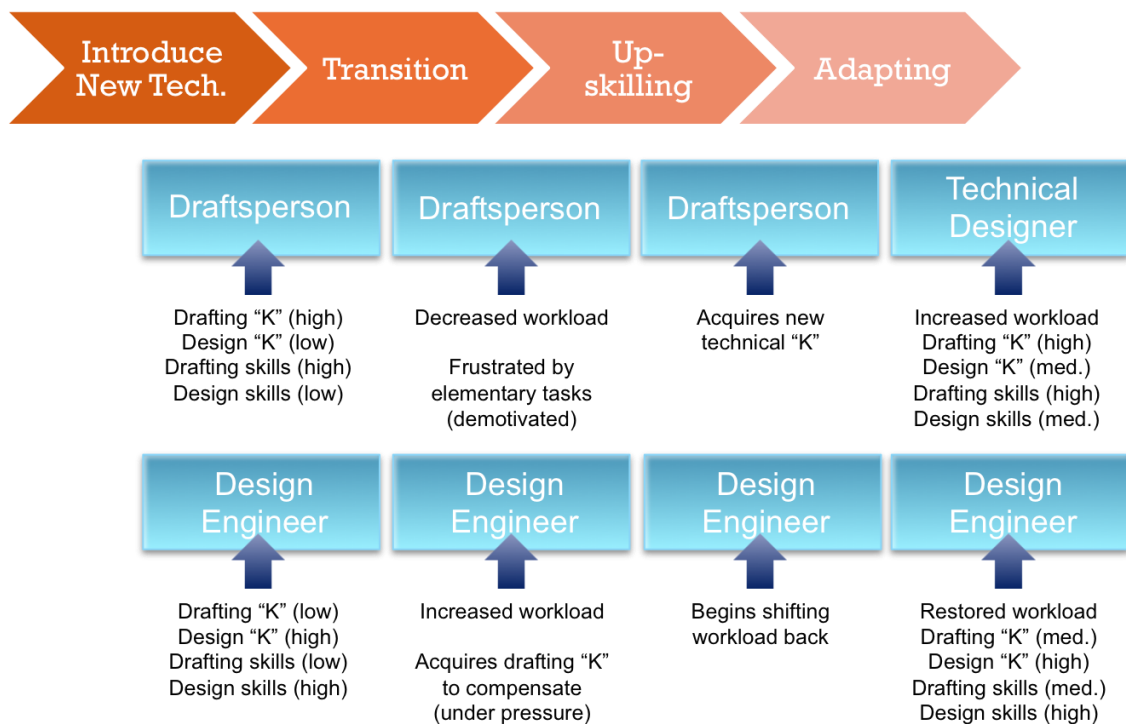 Introduce
New Tech.
Transition
Up-
skilling
Adapting
Draftsperson
Draftsperson
Draftsperson
Technical
Designer
Drafting “K” (high)
Design “K” (low)
Drafting skills (high)
Design skills (low)
Decreased workload
Frustrated by
elementary tasks
(demotivated)
Acquires new
technical “K”
Increased workload
Drafting “K” (high)
Design “K” (med.)
Drafting skills (high)
Design skills (med.)
Design
Engineer
Design
Engineer
Design
Engineer
Design
Engineer
Drafting “K” (low)
Design “K” (high)
Drafting skills (low)
Design skills (high)
Increased workload
Acquires drafting “K”
to compensate
(under pressure)
Begins shifting
workload back
Restored workload
Drafting “K” (med.)
Design “K” (high)
Drafting skills (med.)
Design skills (high)